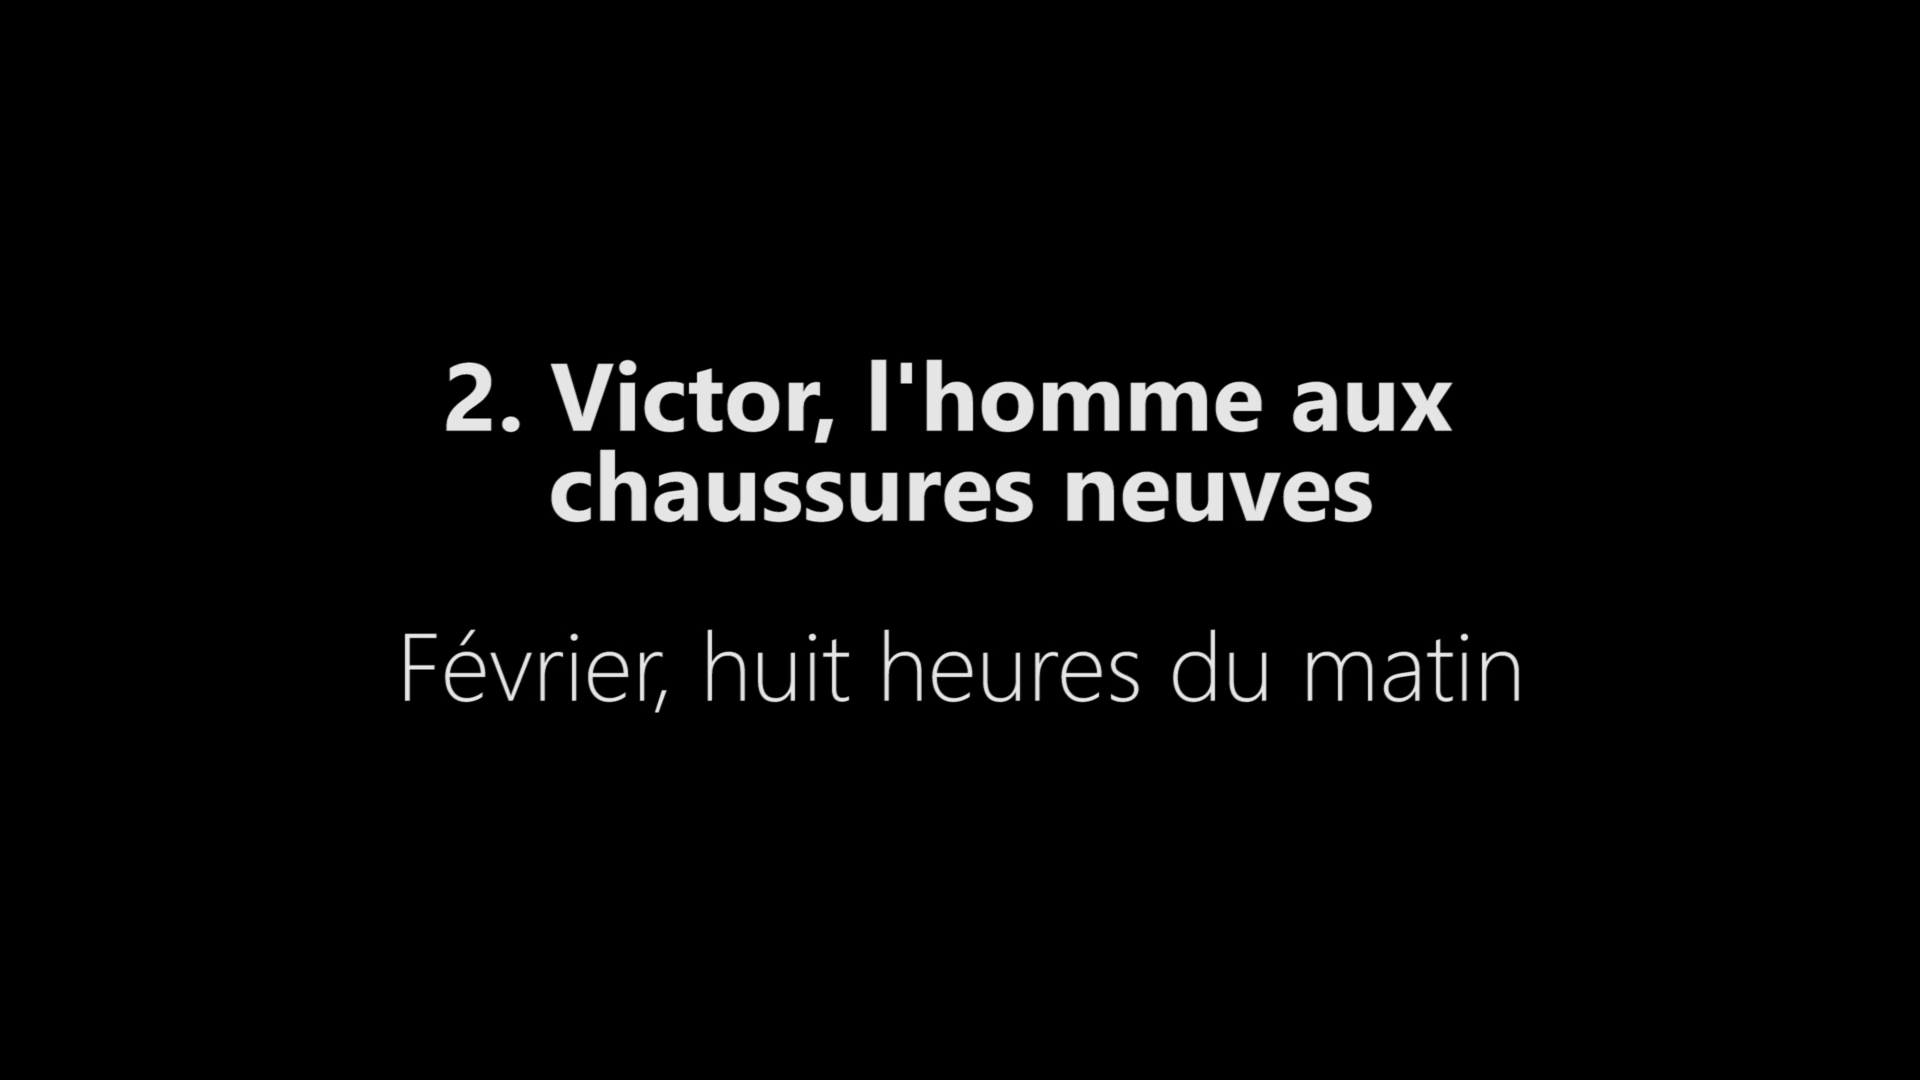 2. Victor, l'homme aux
chaussures neuves
Février, huit heures du matin